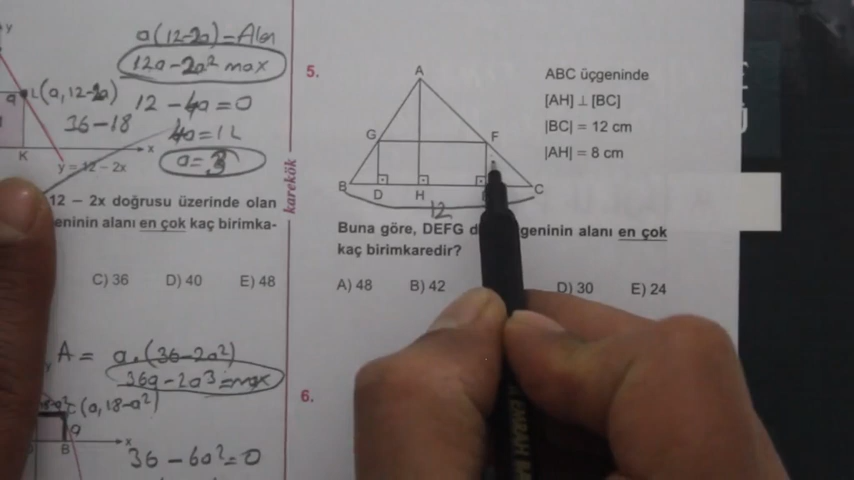 y
a(12-2a)=Alan
12a-2a² max
L(a,12-2a)
a
12-4a=0
36-18
4a=12
a=3
K
x
y = 12 - 2x
12 - 2x doğrusu üzerinde olan
geninin alanı en çok kaç birimka-
C) 36 D) 40 E) 48
A = a.(36-2a²)
36a-2a³=max
C(a,18-a²)
a
B
x
36-6a²=0
karekök
5.
A
G
F
B
D
H
C
12
ABC üçgeninde
[AH] ⊥ [BC]
|BC| = 12 cm
|AH| = 8 cm
Buna göre, DEFG d geninin alanı en çok
kaç birimkaredir?
A) 48 B) 42 D) 30 E) 24
6.